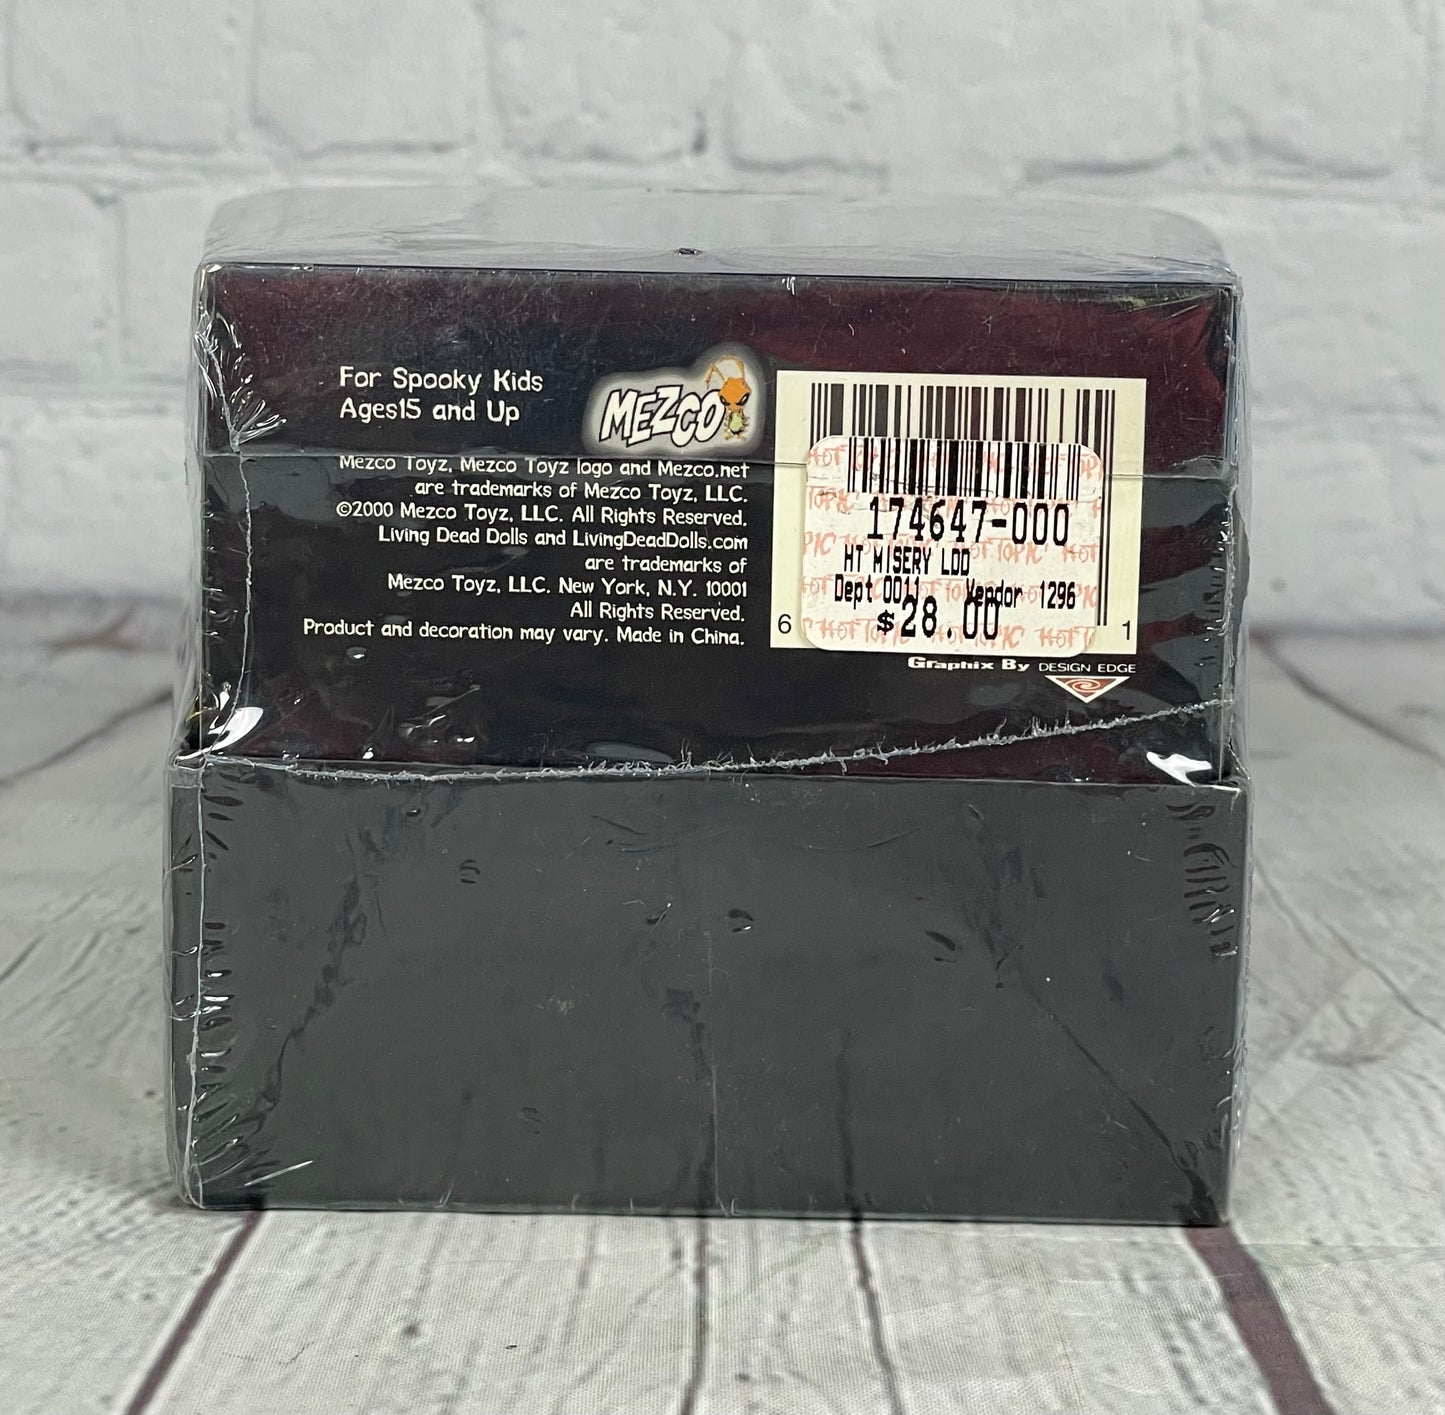 For Spooky Kids
Ages15 and Up
MEZCO
Mezco Toyz, Mezco Toyz logo and Mezco.net
are trademarks of Mezco Toyz, LLC.
©2000 Mezco Toyz, LLC. All Rights Reserved.
Living Dead Dolls and LivingDeadDolls.com
are trademarks of
Mezco Toyz, LLC. New York, N.Y. 10001
All Rights Reserved.
Product and decoration may vary. Made in China.
174647-000
HT MISERY LDD
Dept 0011 Vendor 1296
$28.00
HOT TOPIC
6 1
Graphix By DESIGN EDGE